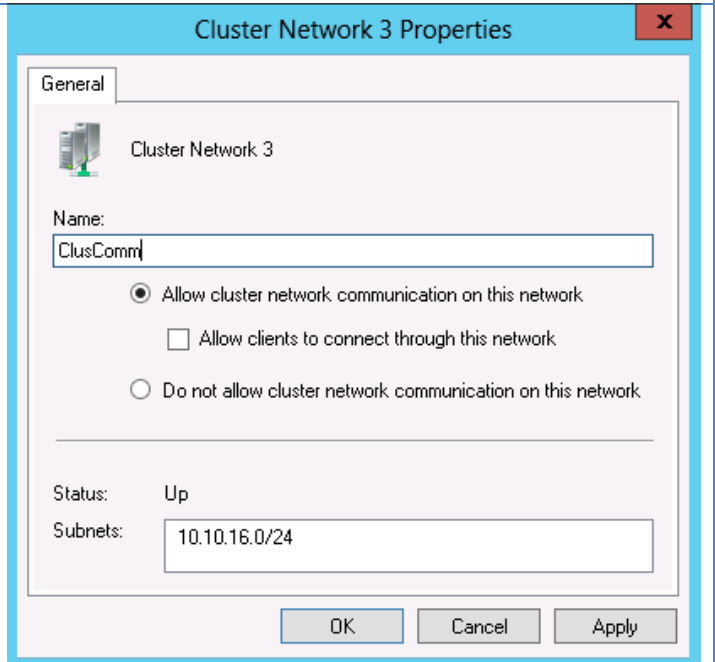 Cluster Network 3 Properties
x
General
Cluster Network 3
Name:
ClusComm
Allow cluster network communication on this network
Allow clients to connect through this network
Do not allow cluster network communication on this network
Status: Up
Subnets: 10.10.16.0/24
OK Cancel Apply